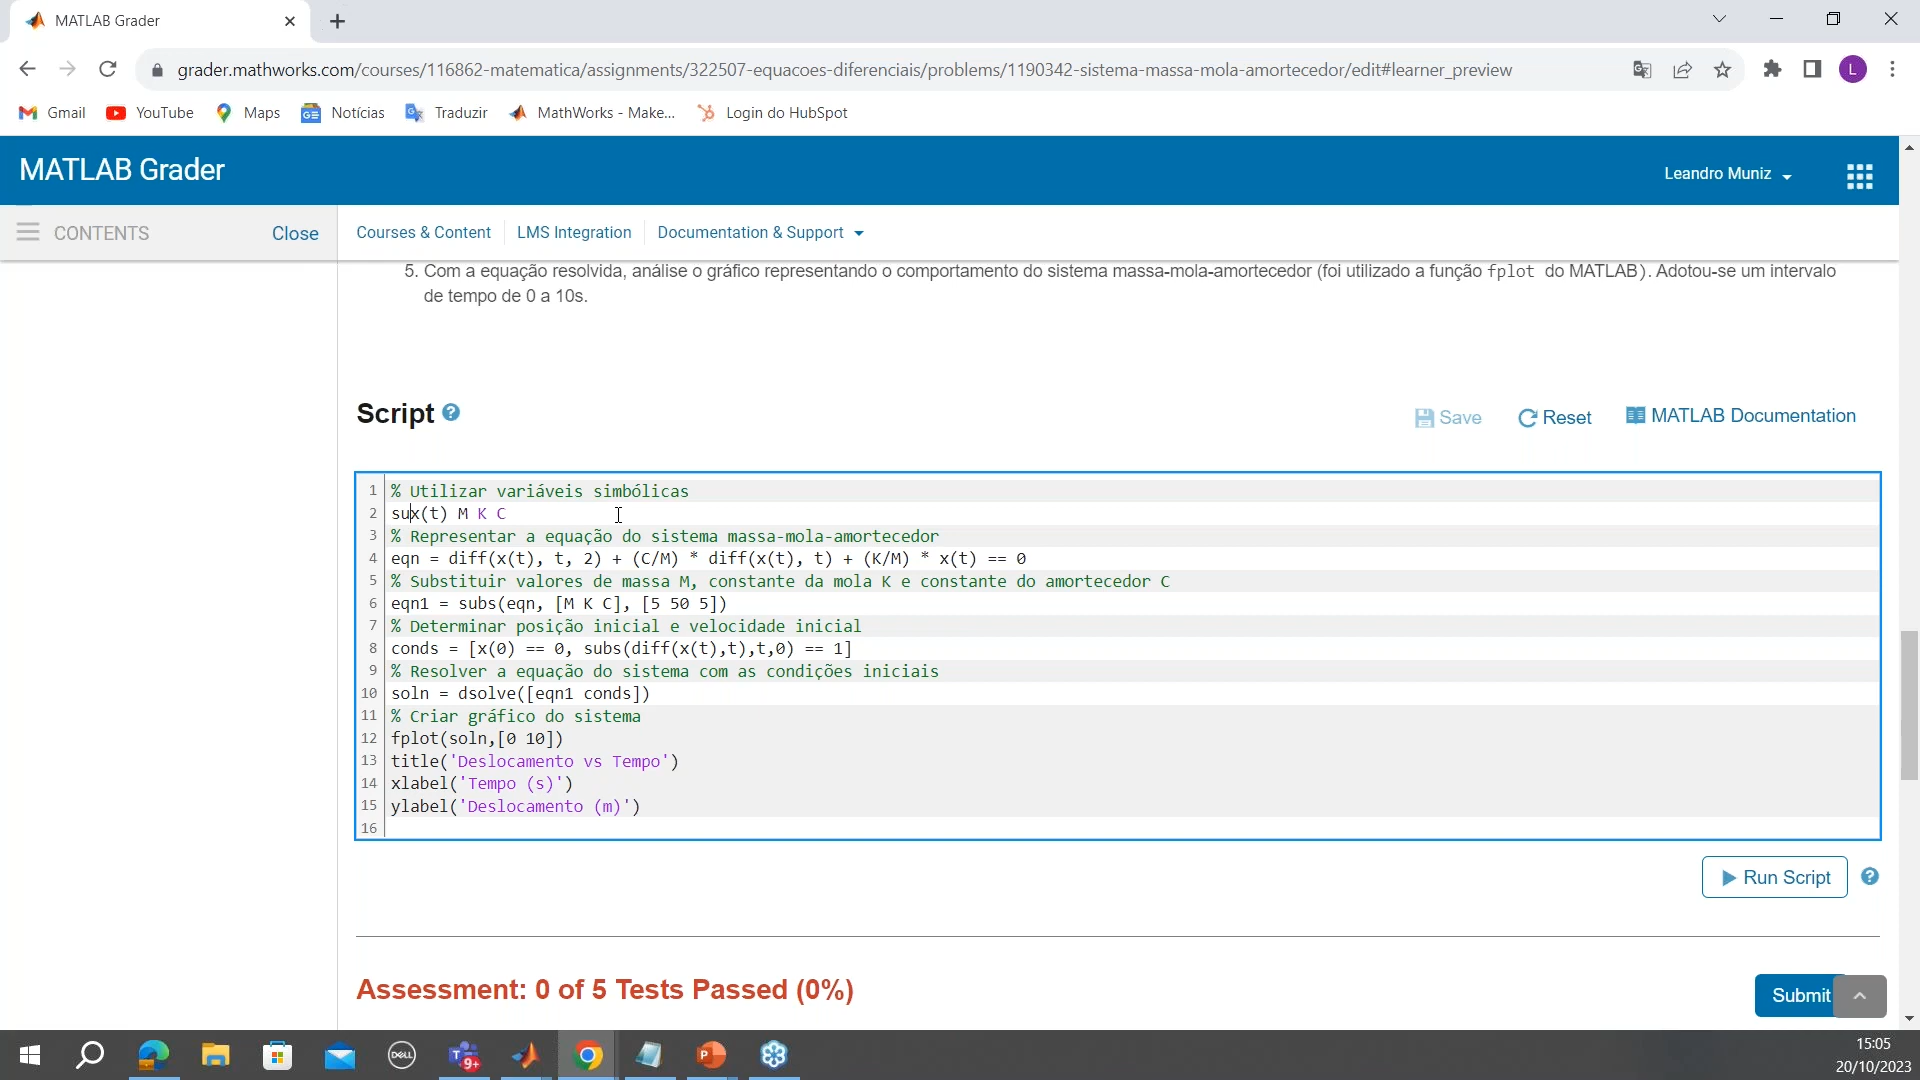 MATLAB Grader
grader.mathworks.com/courses/116862-matematica/assignments/322507-equacoes-diferenciais/problems/1190342-sistema-massa-mola-amortecedor/edit#learner_preview
L
Gmail YouTube Maps Notícias Traduzir MathWorks - Make... Login do HubSpot
MATLAB Grader
Leandro Muniz
CONTENTS Close
Courses & Content LMS Integration Documentation & Support
5. Com a equação resolvida, análise o gráfico representando o comportamento do sistema massa-mola-amortecedor (foi utilizado a função fplot do MATLAB). Adotou-se um intervalo
de tempo de 0 a 10s.
Script ?
Save Reset MATLAB Documentation
1 % Utilizar variáveis simbólicas
2 sux(t) M K C
3 % Representar a equação do sistema massa-mola-amortecedor
4 eqn = diff(x(t), t, 2) + (C/M) * diff(x(t), t) + (K/M) * x(t) == 0
5 % Substituir valores de massa M, constante da mola K e constante do amortecedor C
6 eqn1 = subs(eqn, [M K C], [5 50 5])
7 % Determinar posição inicial e velocidade inicial
8 conds = [x(0) == 0, subs(diff(x(t),t),t,0) == 1]
9 % Resolver a equação do sistema com as condições iniciais
10 soln = dsolve([eqn1 conds])
11 % Criar gráfico do sistema
12 fplot(soln,[0 10])
13 title('Deslocamento vs Tempo')
14 xlabel('Tempo (s)')
15 ylabel('Deslocamento (m)')
16
Run Script ?
Assessment: 0 of 5 Tests Passed (0%)
Submit
DELL
T
9+
P
15:05
20/10/2023